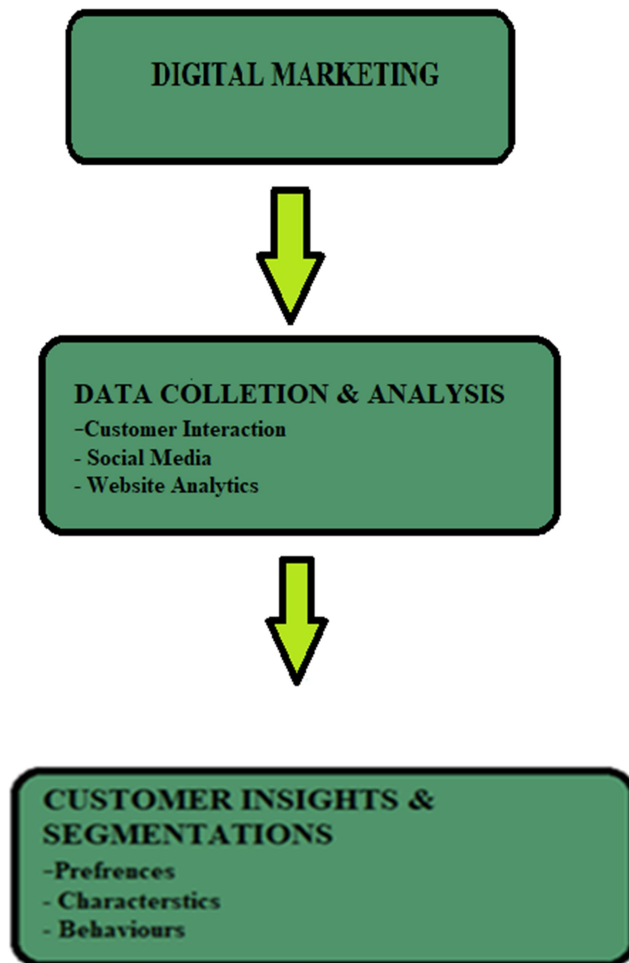 DIGITAL MARKETING
DATA COLLETION & ANALYSIS
-Customer Interaction
- Social Media
- Website Analytics
CUSTOMER INSIGHTS &
SEGMENTATIONS
-Prefrences
- Characterstics
- Behaviours